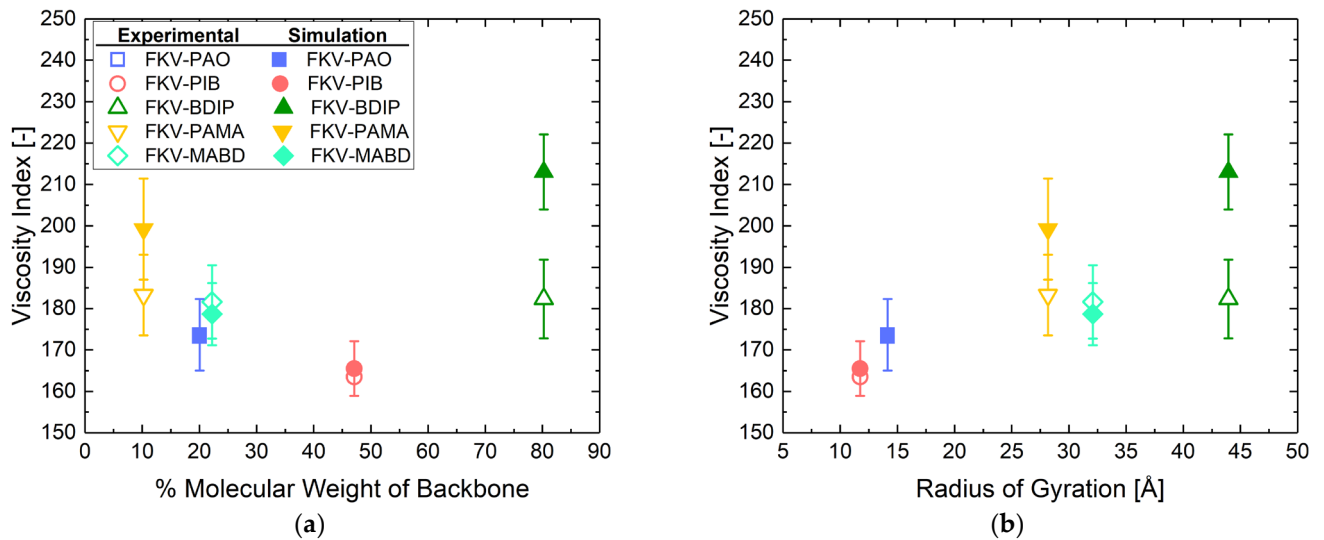 Experimental Simulation
FKV-PAO FKV-PAO
FKV-PIB FKV-PIB
FKV-BDIP FKV-BDIP
FKV-PAMA FKV-PAMA
FKV-MABD FKV-MABD
Viscosity Index [-]
250
240
230
220
210
200
190
180
170
160
150
0 10 20 30 40 50 60 70 80 90
% Molecular Weight of Backbone
(a)
Viscosity Index [-]
250
240
230
220
210
200
190
180
170
160
150
5 10 15 20 25 30 35 40 45 50
Radius of Gyration [Å]
(b)